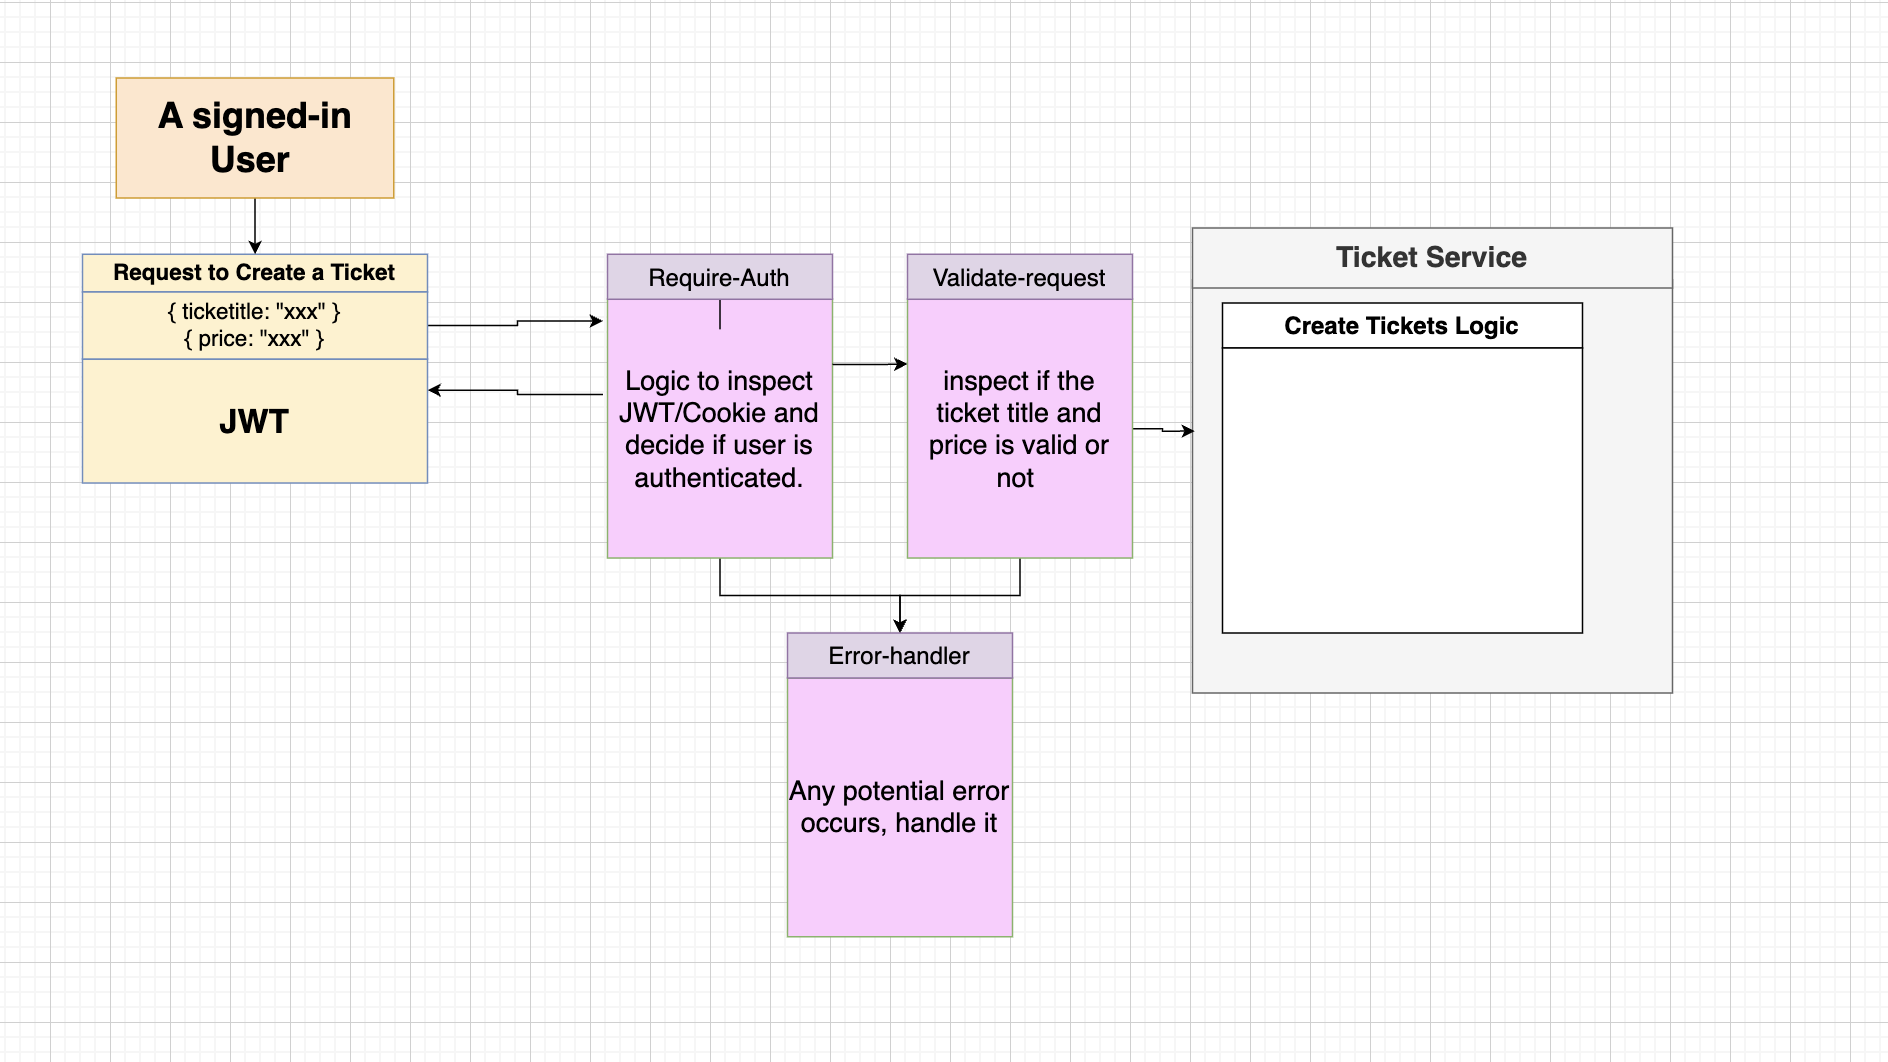 A signed-in
User
Request to Create a Ticket
{ ticketitle: "xxx" }
{ price: "xxx" }
JWT
Require-Auth
Logic to inspect
JWT/Cookie and
decide if user is
authenticated.
Validate-request
inspect if the
ticket title and
price is valid or
not
Ticket Service
Create Tickets Logic
Error-handler
Any potential error
occurs, handle it